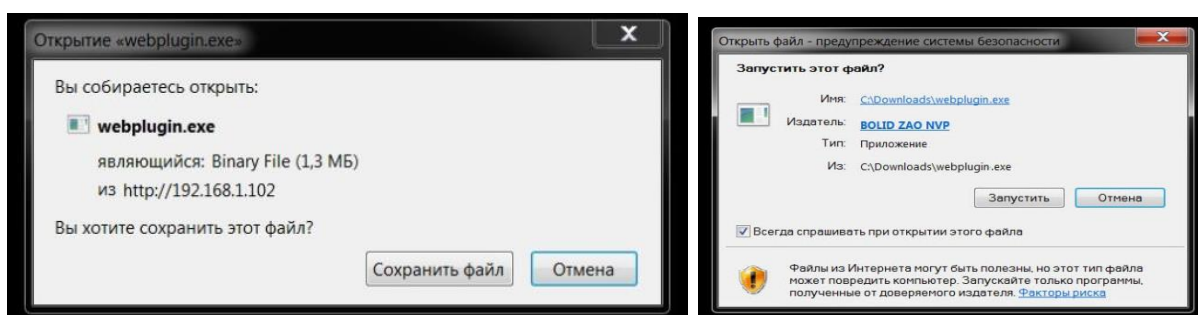 Открытие «webplugin.exe»
Вы собираетесь открыть:
webplugin.exe
являющийся: Binary File (1,3 МБ)
из http://192.168.1.102
Вы хотите сохранить этот файл?
Сохранить файл Отмена
Открыть файл - предупреждение системы безопасности
Запустить этот файл?
Имя: C:\Downloads\webplugin.exe
Издатель: BOLID ZAO NVP
Тип: Приложение
Из: C:\Downloads\webplugin.exe
Запустить Отмена
Всегда спрашивать при открытии этого файла
Файлы из Интернета могут быть полезны, но этот тип файла
может повредить компьютер. Запускайте только программы,
полученные от доверяемого издателя. Факторы риска